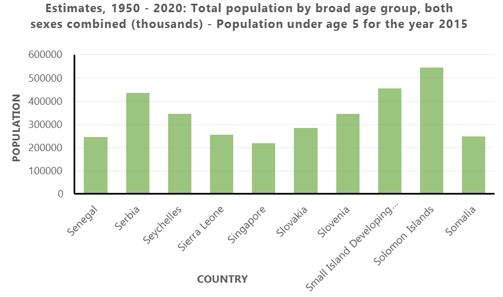 Estimates, 1950 - 2020: Total population by broad age group, both
sexes combined (thousands) - Population under age 5 for the year 2015
POPULATION
600000
500000
400000
300000
200000
100000
0
Senegal
Serbia
Seychelles
Sierra Leone
Singapore
Slovakia
Slovenia
Small Island Developing...
Solomon Islands
Somalia
COUNTRY